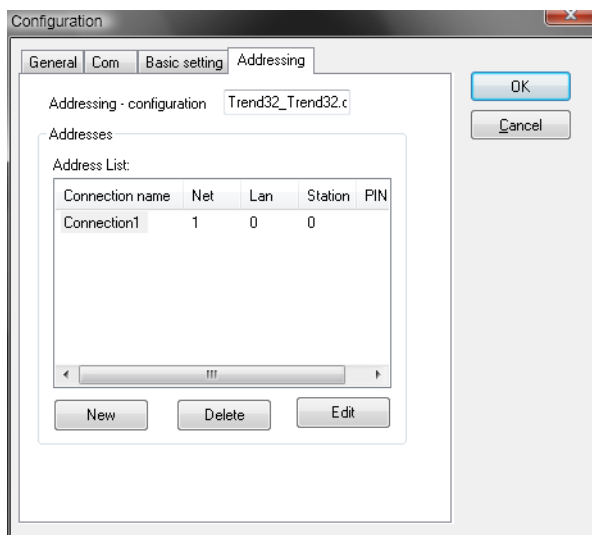 Configuration
General Com Basic setting Addressing
Addressing - configuration Trend32_Trend32.c
OK
Cancel
Addresses
Address List:
Connection name Net Lan Station PIN
Connection1 1 0 0
New Delete Edit